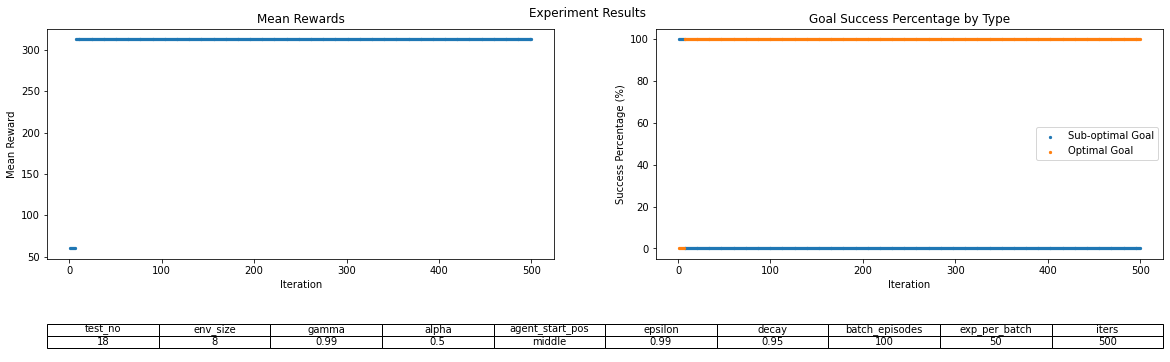 Experiment Results
Mean Rewards
Mean Reward
300
250
200
150
100
50
0
100
200
300
400
500
Iteration
Goal Success Percentage by Type
Success Percentage (%)
100
80
60
40
20
0
Sub-optimal Goal
Optimal Goal
0
100
200
300
400
500
Iteration
test_no env_size gamma alpha agent_start_pos epsilon decay batch_episodes exp_per_batch iters
18 8 0.99 0.5 middle 0.99 0.95 100 50 500